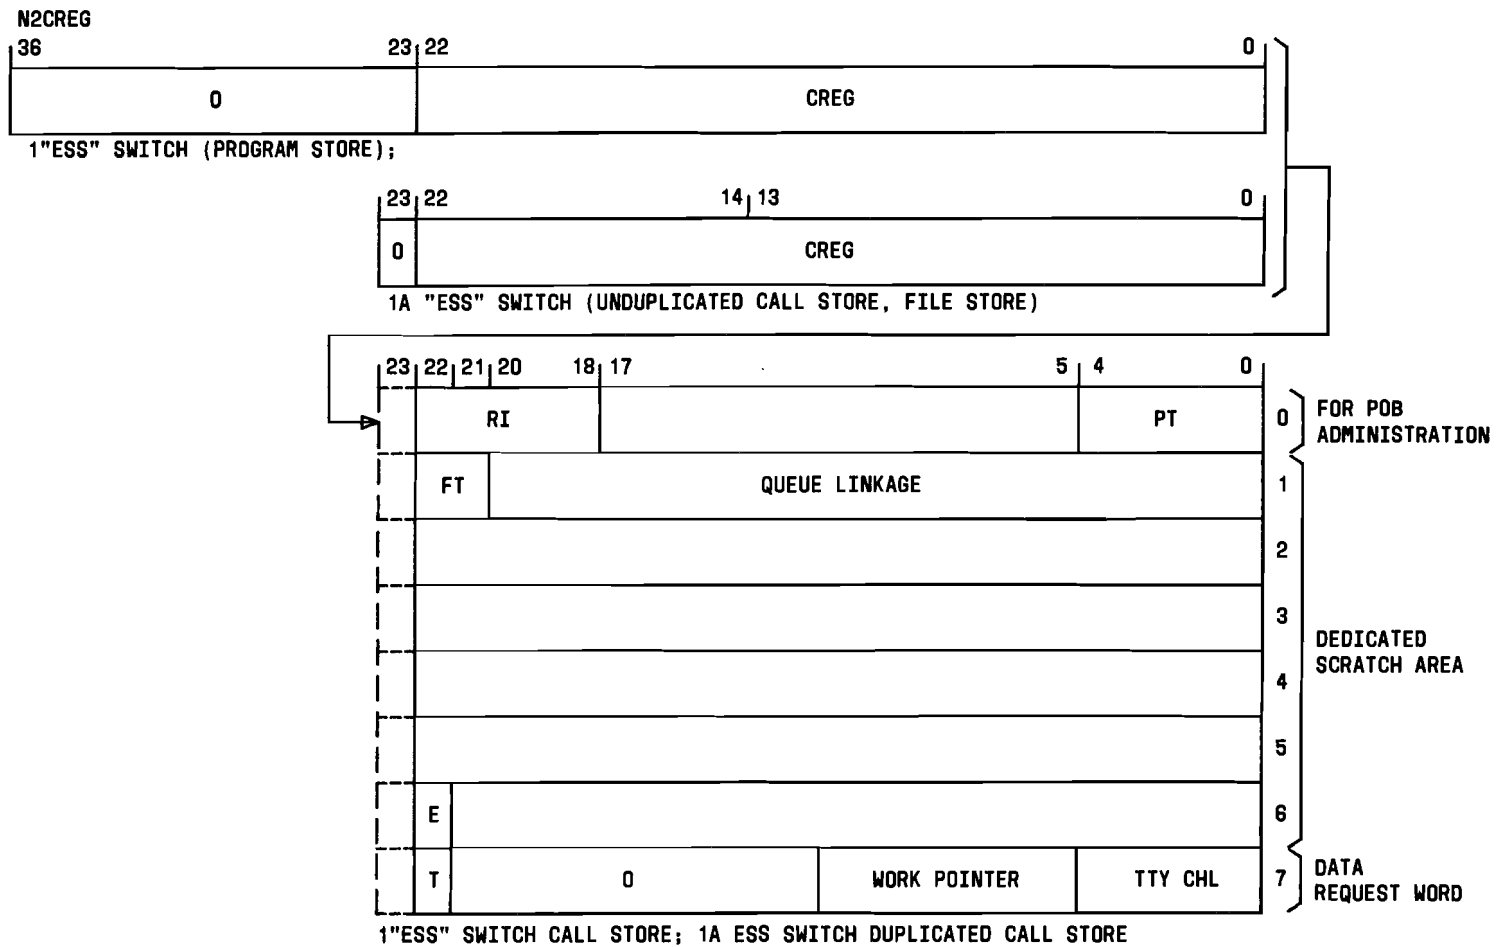 N2CREG
36 23 22 0
0 CREG
1"ESS" SWITCH (PROGRAM STORE);
23 22 14 13 0
0 CREG
1A "ESS" SWITCH (UNDUPLICATED CALL STORE, FILE STORE)
23 22 21 20 18 17 5 4 0
RI PT 0 FOR POB
ADMINISTRATION
FT QUEUE LINKAGE 1
2
3
DEDICATED
SCRATCH AREA
4
5
E 6
T 0 WORK POINTER TTY CHL 7 DATA
REQUEST WORD
1"ESS" SWITCH CALL STORE; 1A ESS SWITCH DUPLICATED CALL STORE